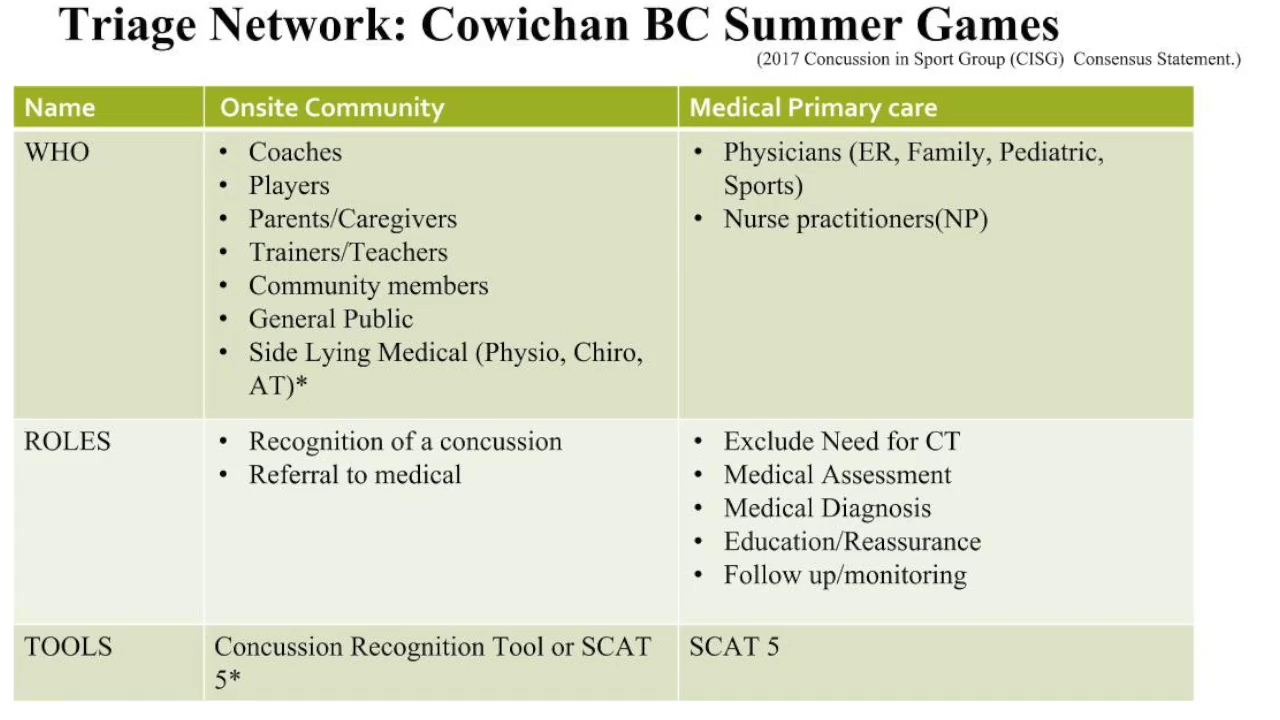 Triage Network: Cowichan BC Summer Games
(2017 Concussion in Sport Group (CISG) Consensus Statement.)
Name
Onsite Community
Medical Primary care
WHO
• Coaches
• Players
• Parents/Caregivers
• Trainers/Teachers
• Community members
• General Public
• Side Lying Medical (Physio, Chiro,
AT)*
• Physicians (ER, Family, Pediatric,
Sports)
• Nurse practitioners(NP)
ROLES
• Recognition of a concussion
• Referral to medical
• Exclude Need for CT
• Medical Assessment
• Medical Diagnosis
• Education/Reassurance
• Follow up/monitoring
TOOLS
Concussion Recognition Tool or SCAT
5*
SCAT 5